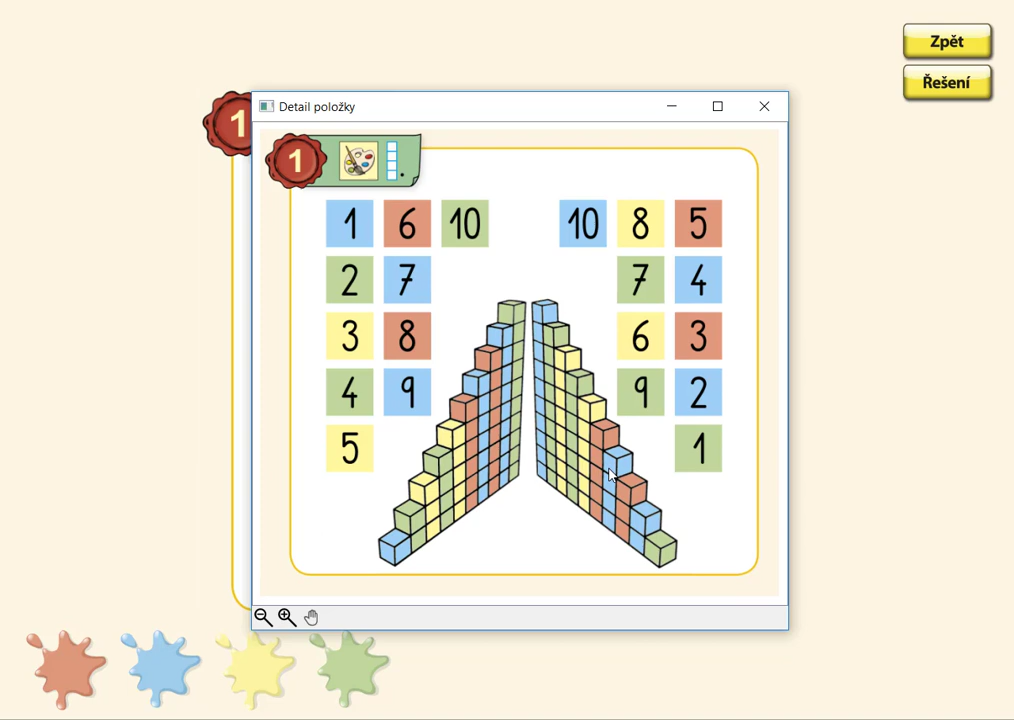 Zpět
Řešení
1
Detail položky
1 .
1 6 10 10 8 5
2 7 7 4
3 8 6 3
4 9 9 2
5 1